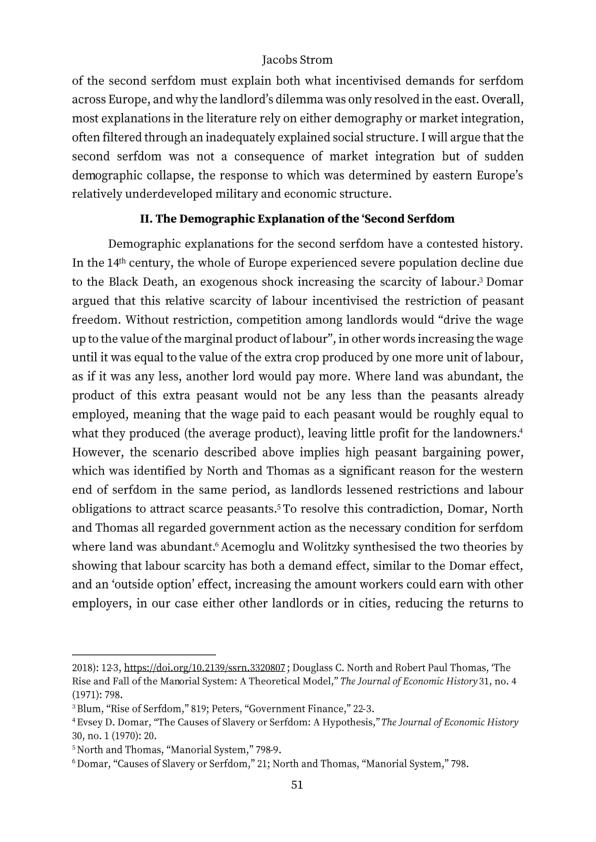 Jacobs Strom
of the second serfdom must explain both what incentivised demands for serfdom
across Europe, and why the landlord's dilemma was only resolved in the east. Overall,
most explanations in the literature rely on either demography or market integration,
often filtered through an inadequately explained social structure. I will argue that the
second serfdom was not a consequence of market integration but of sudden
demographic collapse, the response to which was determined by eastern Europe's
relatively underdeveloped military and economic structure.
II. The Demographic Explanation of the 'Second Serfdom
Demographic explanations for the second serfdom have a contested history.
In the 14th century, the whole of Europe experienced severe population decline due
to the Black Death, an exogenous shock increasing the scarcity of labour.3 Domar
argued that this relative scarcity of labour incentivised the restriction of peasant
freedom. Without restriction, competition among landlords would "drive the wage
up to the value of the marginal product of labour", in other words increasing the wage
until it was equal to the value of the extra crop produced by one more unit of labour,
as if it was any less, another lord would pay more. Where land was abundant, the
product of this extra peasant would not be any less than the peasants already
employed, meaning that the wage paid to each peasant would be roughly equal to
what they produced (the average product), leaving little profit for the landowners.4
However, the scenario described above implies high peasant bargaining power,
which was identified by North and Thomas as a significant reason for the western
end of serfdom in the same period, as landlords lessened restrictions and labour
obligations to attract scarce peasants.5 To resolve this contradiction, Domar, North
and Thomas all regarded government action as the necessary condition for serfdom
where land was abundant.6 Acemoglu and Wolitzky synthesised the two theories by
showing that labour scarcity has both a demand effect, similar to the Domar effect,
and an 'outside option' effect, increasing the amount workers could earn with other
employers, in our case either other landlords or in cities, reducing the returns to
2018): 12-3, https://doi.org/10.2139/ssrn.3320807 ; Douglass C. North and Robert Paul Thomas, 'The
Rise and Fall of the Manorial System: A Theoretical Model," The Journal of Economic History 31, no. 4
(1971): 798.
3 Blum, "Rise of Serfdom," 819; Peters, "Government Finance," 22-3.
4 Evsey D. Domar, "The Causes of Slavery or Serfdom: A Hypothesis," The Journal of Economic History
30, no. 1 (1970): 20.
5 North and Thomas, "Manorial System," 798-9.
6 Domar, "Causes of Slavery or Serfdom," 21; North and Thomas, "Manorial System," 798.
51